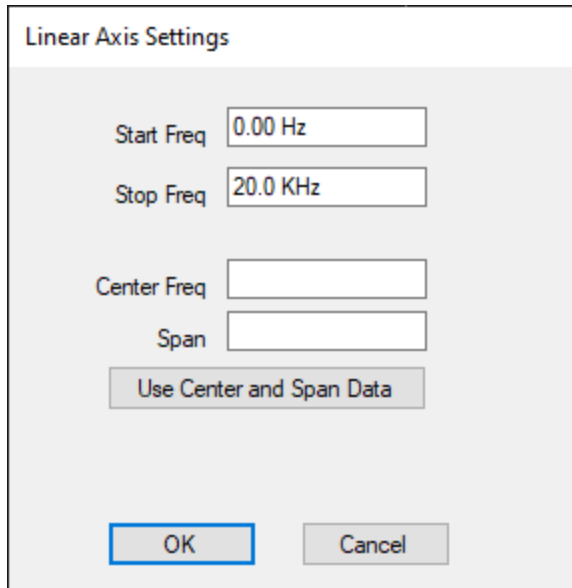 Linear Axis Settings
Start Freq 0.00 Hz
Stop Freq 20.0 KHz
Center Freq
Span
Use Center and Span Data
OK Cancel